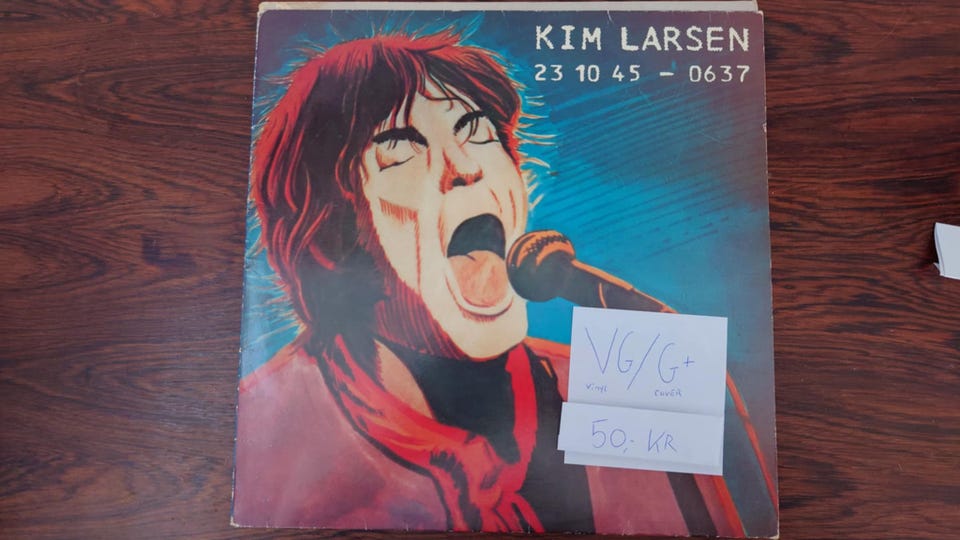 KIM LARSEN
23 10 45 - 0637
VG/G+
vinyl COVER
50,- KR